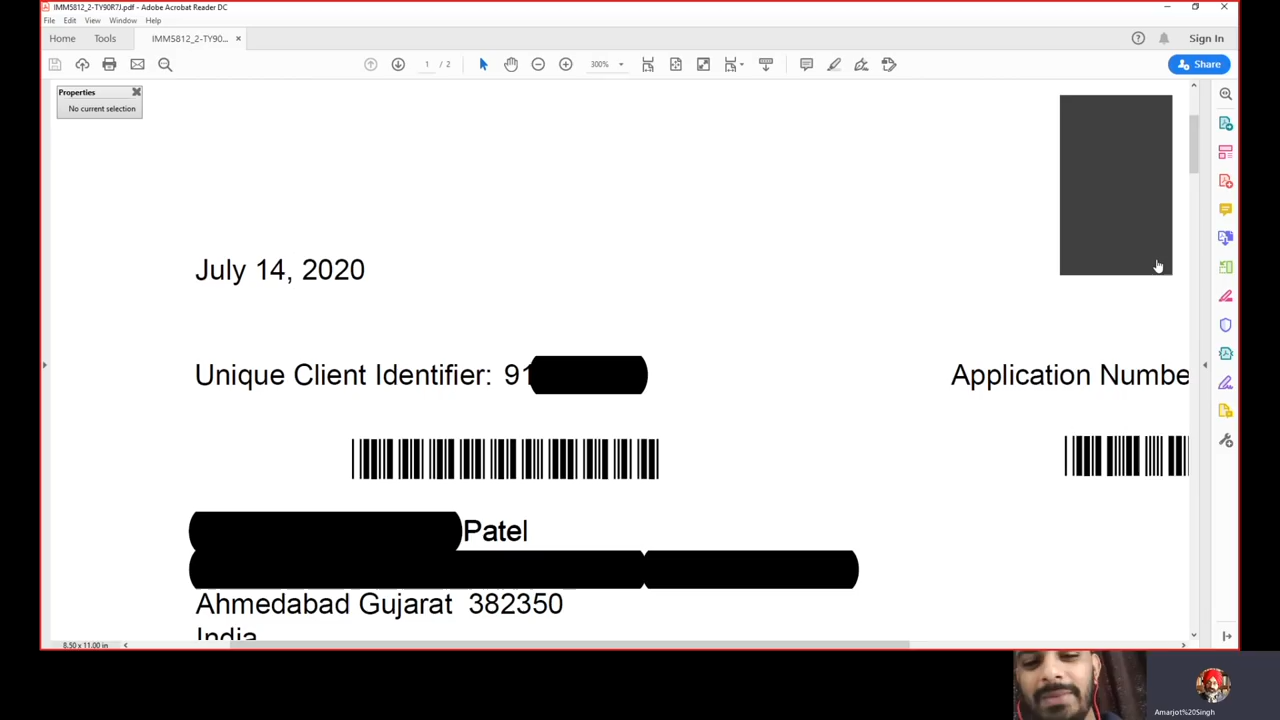 IMM5812_2-TY90R7J.pdf - Adobe Acrobat Reader DC
File Edit View Window Help
Home Tools IMM5812_2-TY90... × Sign In
1 / 2 300% Share
Properties
No current selection
July 14, 2020
Unique Client Identifier: 91
Application Numbe
Patel
Ahmedabad Gujarat 382350
India
8.50 x 11.00 in
Amarjot%20Singh